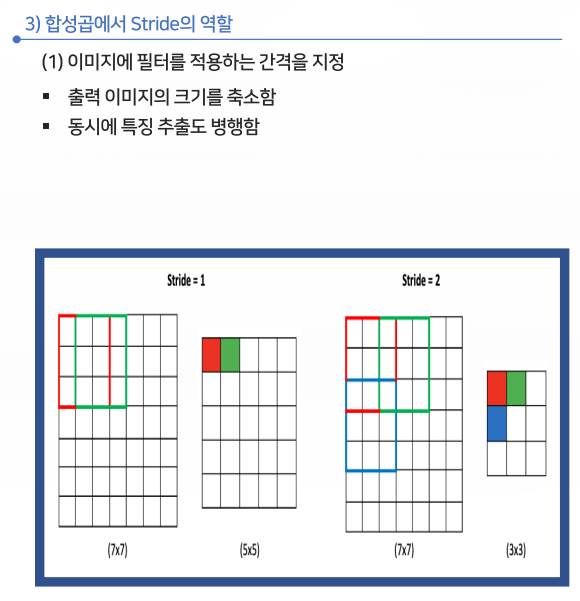 3) 합성곱에서 Stride의 역할
(1) 이미지에 필터를 적용하는 간격을 지정
▪ 출력 이미지의 크기를 축소함
▪ 동시에 특징 추출도 병행함
Stride = 1
Stride = 2
(7x7)
(5x5)
(7x7)
(3x3)